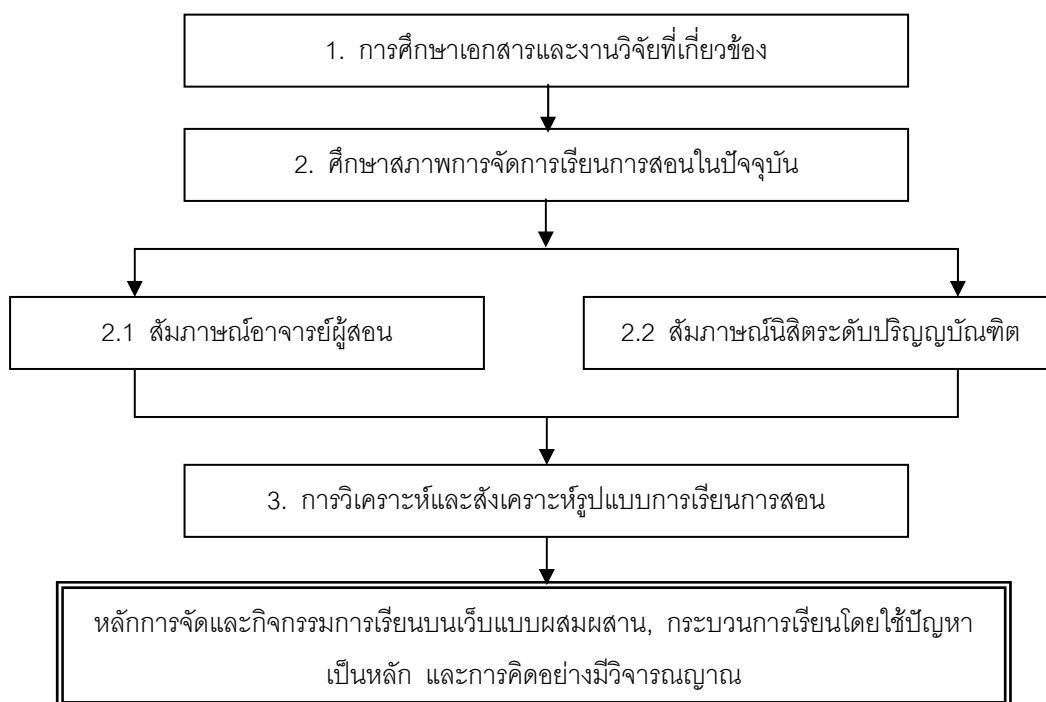 1. การศึกษาเอกสารและงานวิจัยที่เกี่ยวข้อง
2. ศึกษาสภาพการจัดการเรียนการสอนในปัจจุบัน
2.1 สัมภาษณ์อาจารย์ผู้สอน
2.2 สัมภาษณ์นิสิตระดับปริญญบัณฑิต
3. การวิเคราะห์และสังเคราะห์รูปแบบการเรียนการสอน
หลักการจัดและกิจกรรมการเรียนบนเว็บแบบผสมผสาน, กระบวนการเรียนโดยใช้ปัญหา
เป็นหลัก และการคิดอย่างมีวิจารณญาณ